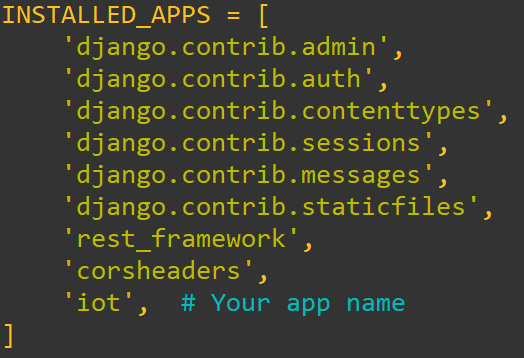 INSTALLED_APPS = [
    'django.contrib.admin',
    'django.contrib.auth',
    'django.contrib.contenttypes',
    'django.contrib.sessions',
    'django.contrib.messages',
    'django.contrib.staticfiles',
    'rest_framework',
    'corsheaders',
    'iot',  # Your app name
]